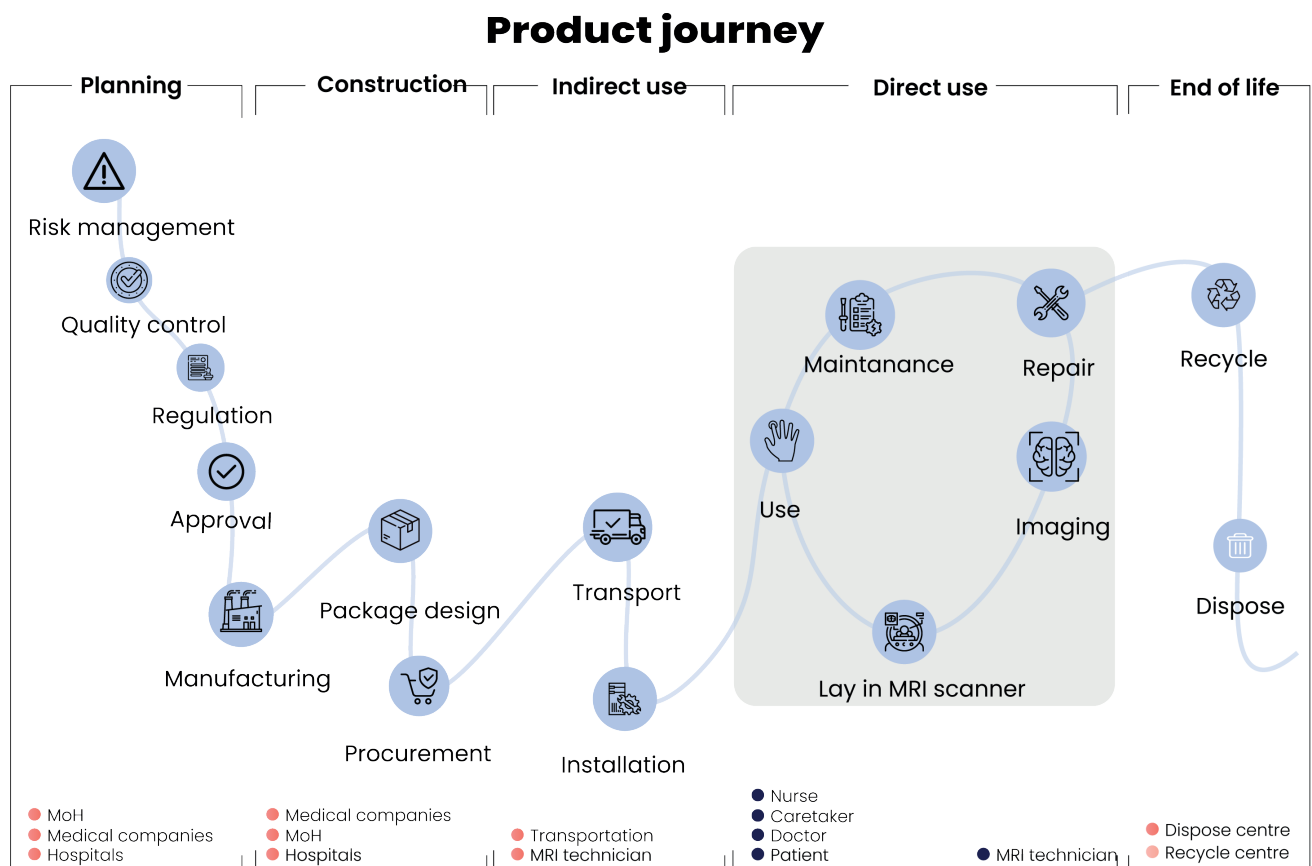 Product journey
Planning
Construction
Indirect use
Direct use
End of life
Risk management
Quality control
Regulation
Approval
Manufacturing
Package design
Procurement
Transport
Installation
Maintanance
Repair
Use
Imaging
Lay in MRI scanner
Recycle
Dispose
MoH
Medical companies
Hospitals
Medical companies
MoH
Hospitals
Transportation
MRI technician
Nurse
Caretaker
Doctor
Patient
MRI technician
Dispose centre
Recycle centre